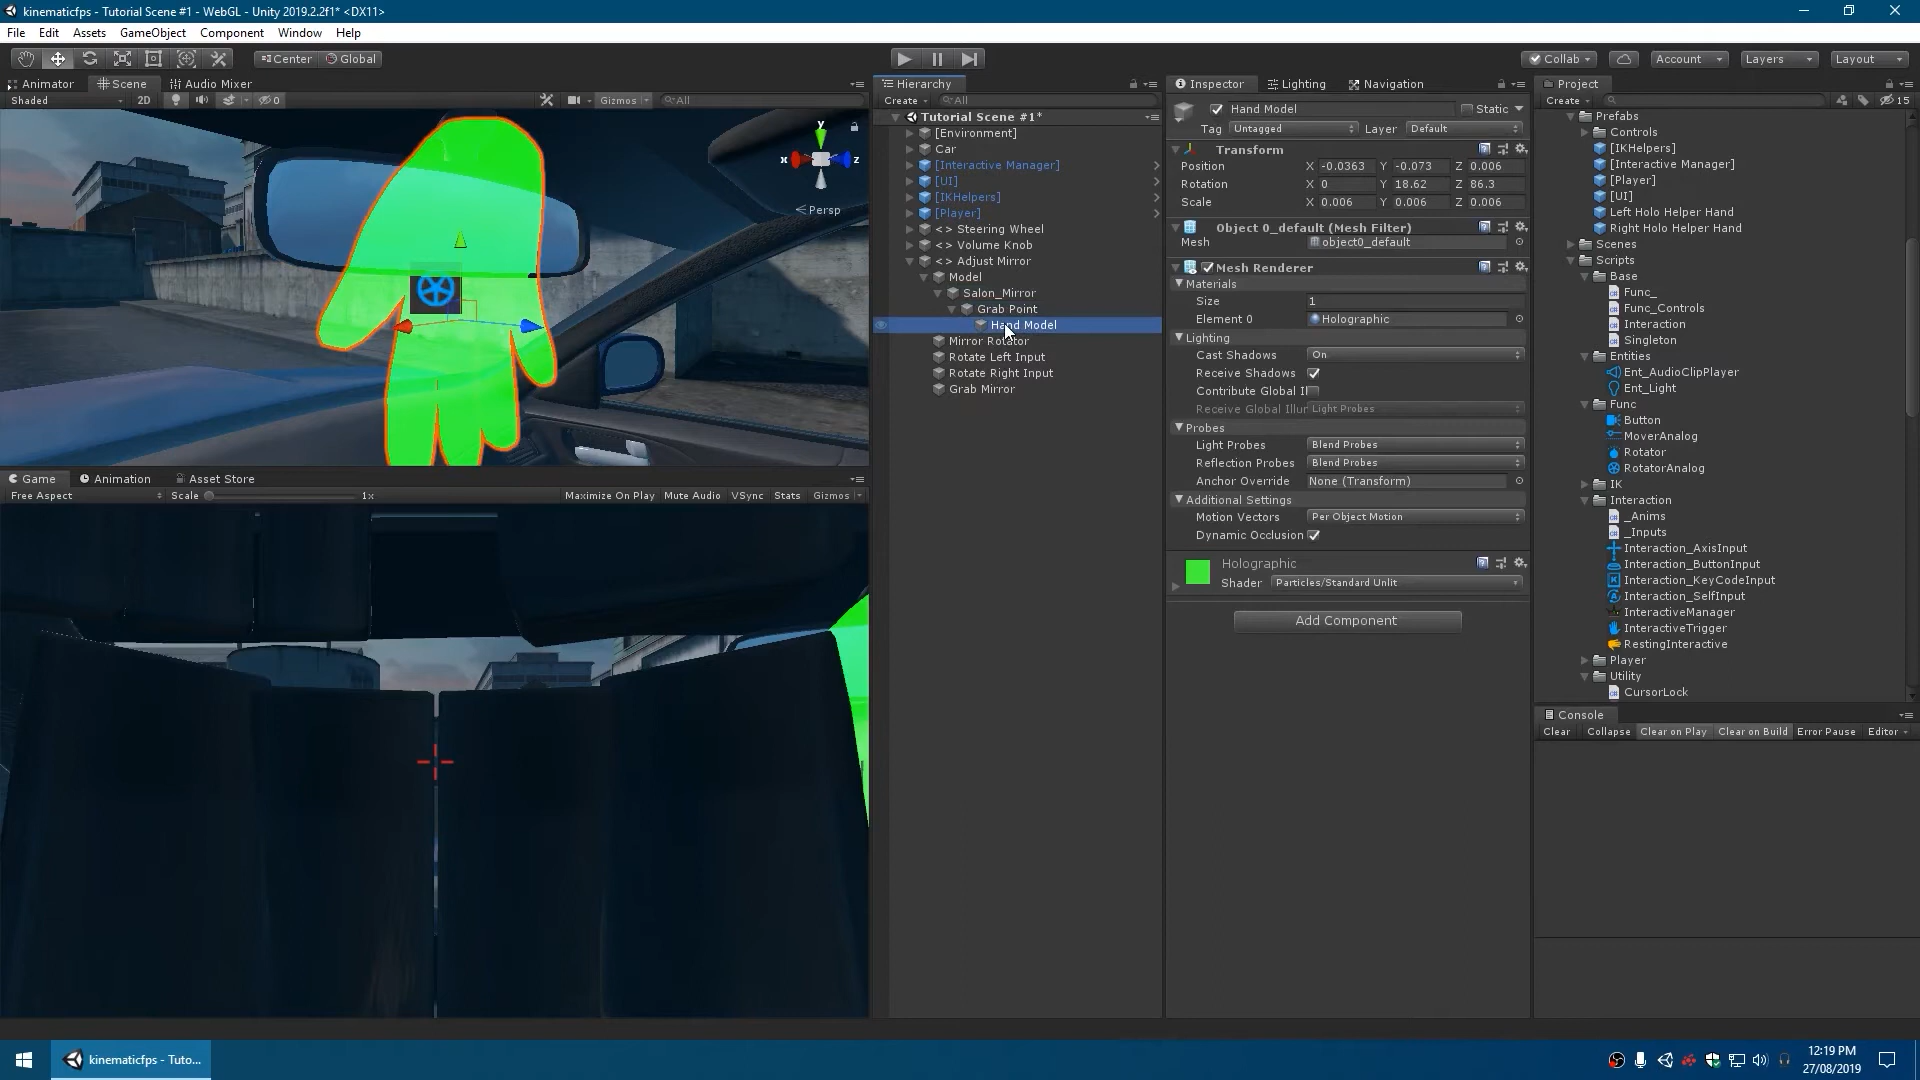 kinematicfps - Tutorial Scene #1 - WebGL - Unity 2019.2.2f1* <DX11>
File Edit Assets GameObject Component Window Help
Center Global Collab Account Layers Layout
Animator Scene Audio Mixer
Shaded 2D 0 Gizmos All
y
x z
Persp
Game Animation Asset Store
Free Aspect Scale 1x Maximize On Play Mute Audio VSync Stats Gizmos
Hierarchy
Create All
Tutorial Scene #1*
[Environment]
Car
[Interactive Manager]
[UI]
[IKHelpers]
[Player]
<> Steering Wheel
<> Volume Knob
<> Adjust Mirror
Model
Salon_Mirror
Grab Point
Hand Model
Mirror Rotator
Rotate Left Input
Rotate Right Input
Grab Mirror
Inspector Lighting Navigation
Hand Model Static
Tag Untagged Layer Default
Transform
Position X -0.0363 Y -0.073 Z 0.006
Rotation X 0 Y 18.62 Z 86.3
Scale X 0.006 Y 0.006 Z 0.006
Object 0_default (Mesh Filter)
Mesh object0_default
Mesh Renderer
Materials
Size 1
Element 0 Holographic
Lighting
Cast Shadows On
Receive Shadows
Contribute Global Il
Receive Global Illur Light Probes
Probes
Light Probes Blend Probes
Reflection Probes Blend Probes
Anchor Override None (Transform)
Additional Settings
Motion Vectors Per Object Motion
Dynamic Occlusion
Holographic
Shader Particles/Standard Unlit
Add Component
Project
Create 15
Prefabs
Controls
[IKHelpers]
[Interactive Manager]
[Player]
[UI]
Left Holo Helper Hand
Right Holo Helper Hand
Scenes
Scripts
Base
Func_
Func_Controls
Interaction
Singleton
Entities
Ent_AudioClipPlayer
Ent_Light
Func
Button
MoverAnalog
Rotator
RotatorAnalog
IK
Interaction
_Anims
_Inputs
Interaction_AxisInput
Interaction_ButtonInput
Interaction_KeyCodeInput
Interaction_SelfInput
InteractiveManager
InteractiveTrigger
RestingInteractive
Player
Utility
CursorLock
Console
Clear Collapse Clear on Play Clear on Build Error Pause Editor
kinematicfps - Tuto...
12:19 PM
27/08/2019